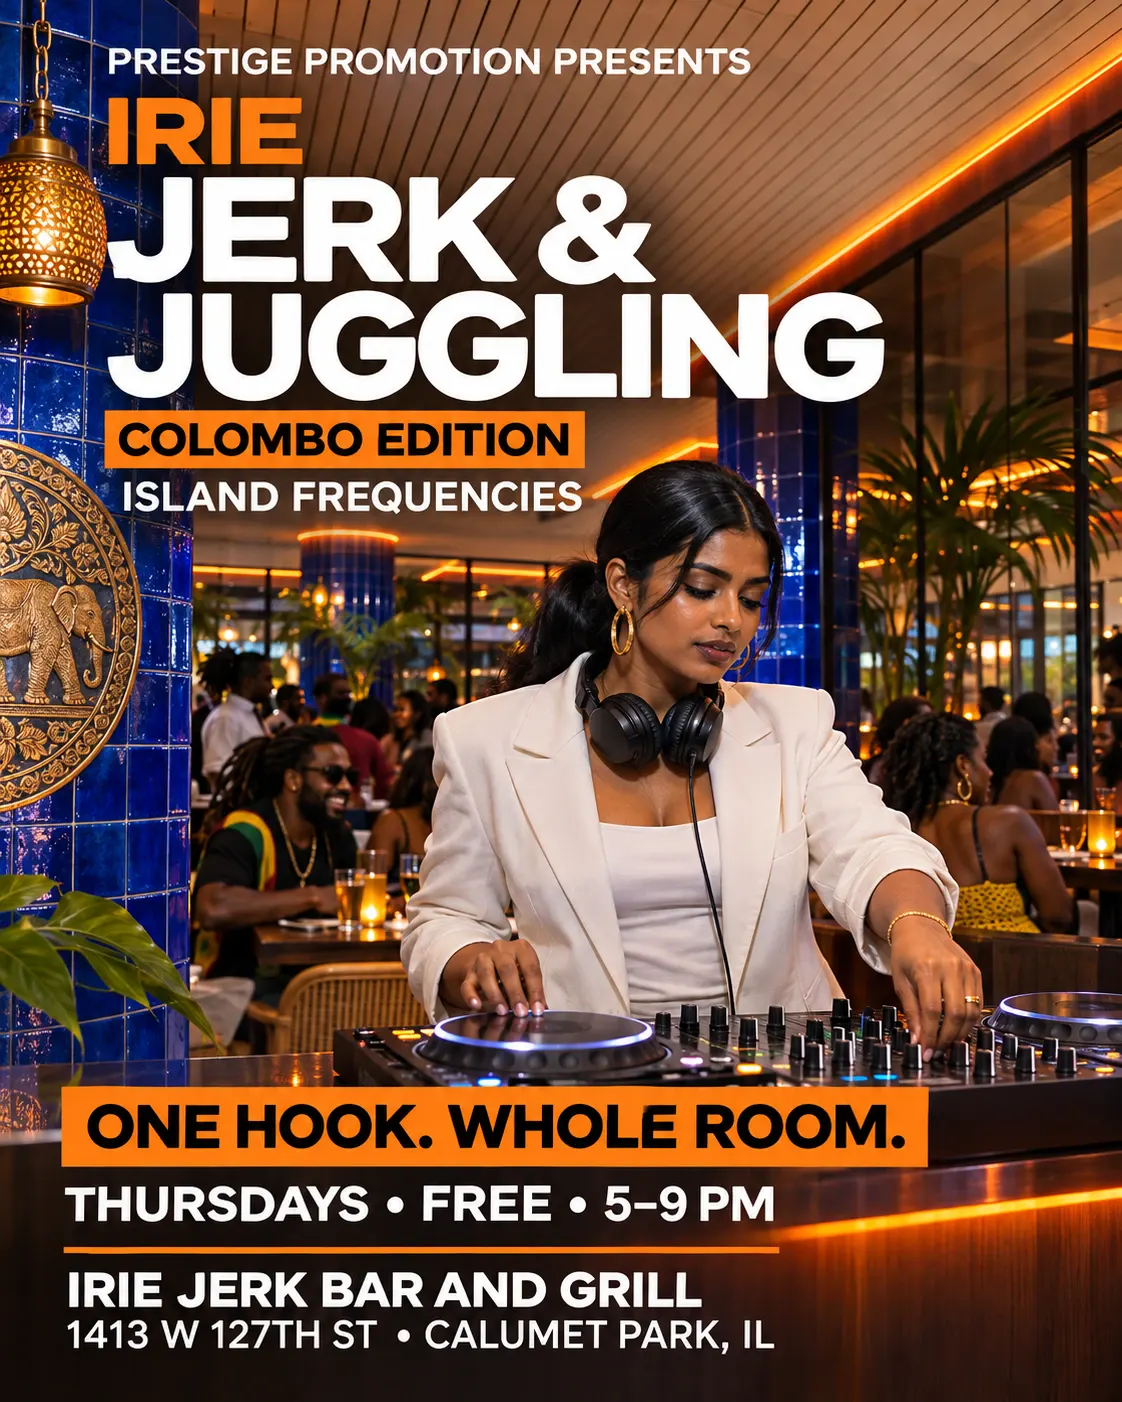 PRESTIGE PROMOTION PRESENTS
IRIE
JERK &
JUGGLING
COLOMBO EDITION
ISLAND FREQUENCIES
ONE HOOK. WHOLE ROOM.
THURSDAYS • FREE • 5–9 PM
IRIE JERK BAR AND GRILL
1413 W 127TH ST • CALUMET PARK, IL